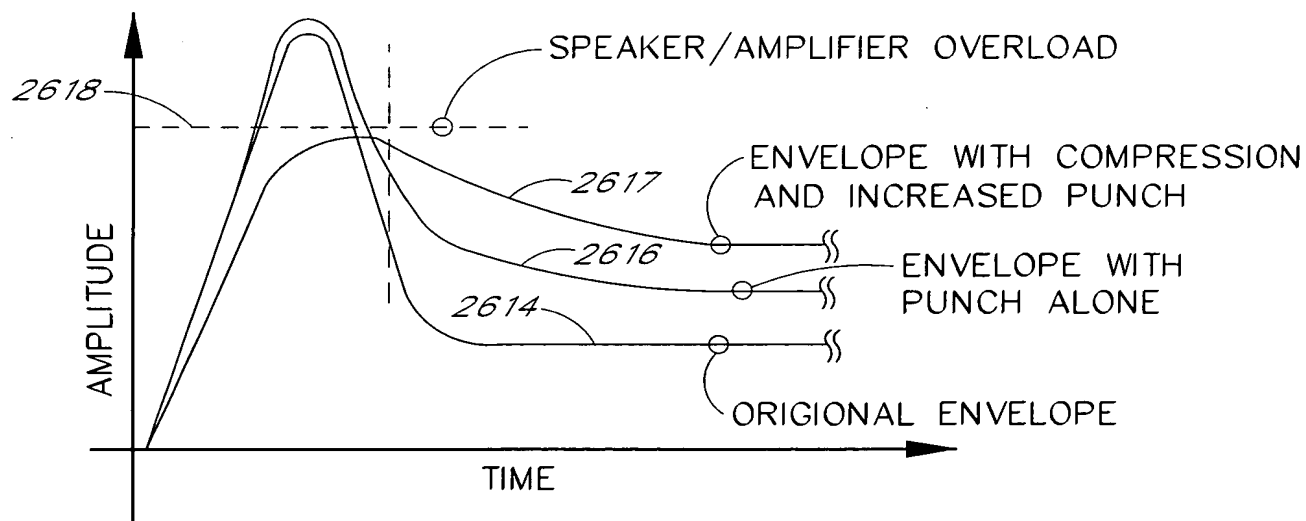 SPEAKER/AMPLIFIER OVERLOAD
2618
ENVELOPE WITH COMPRESSION
AND INCREASED PUNCH
2617
2616
ENVELOPE WITH
PUNCH ALONE
2614
AMPLITUDE
ORIGIONAL ENVELOPE
TIME